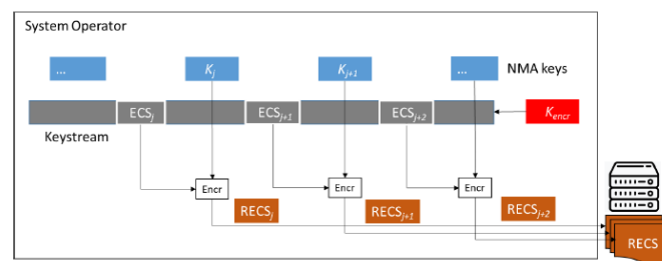 System Operator
...
Kj
Kj+1
...
NMA keys
ECSj
ECSj+1
ECSj+2
Kencr
Keystream
Encr
Encr
Encr
RECSj
RECSj+1
RECSj+2
RECS